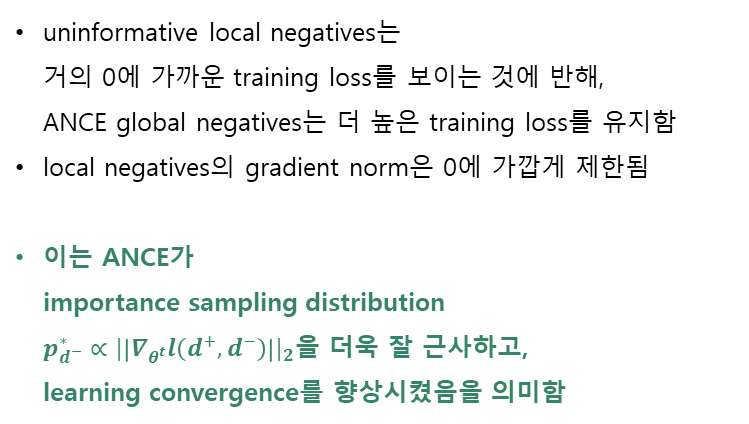 • uninformative local negatives는
거의 0에 가까운 training loss를 보이는 것에 반해,
ANCE global negatives는 더 높은 training loss를 유지함
• local negatives의 gradient norm은 0에 가깝게 제한됨
• 이는 ANCE가
importance sampling distribution
p*_{d⁻} ∝ ||∇_{θᵗ} l(d⁺, d⁻)||₂을 더욱 잘 근사하고,
learning convergence를 향상시켰음을 의미함